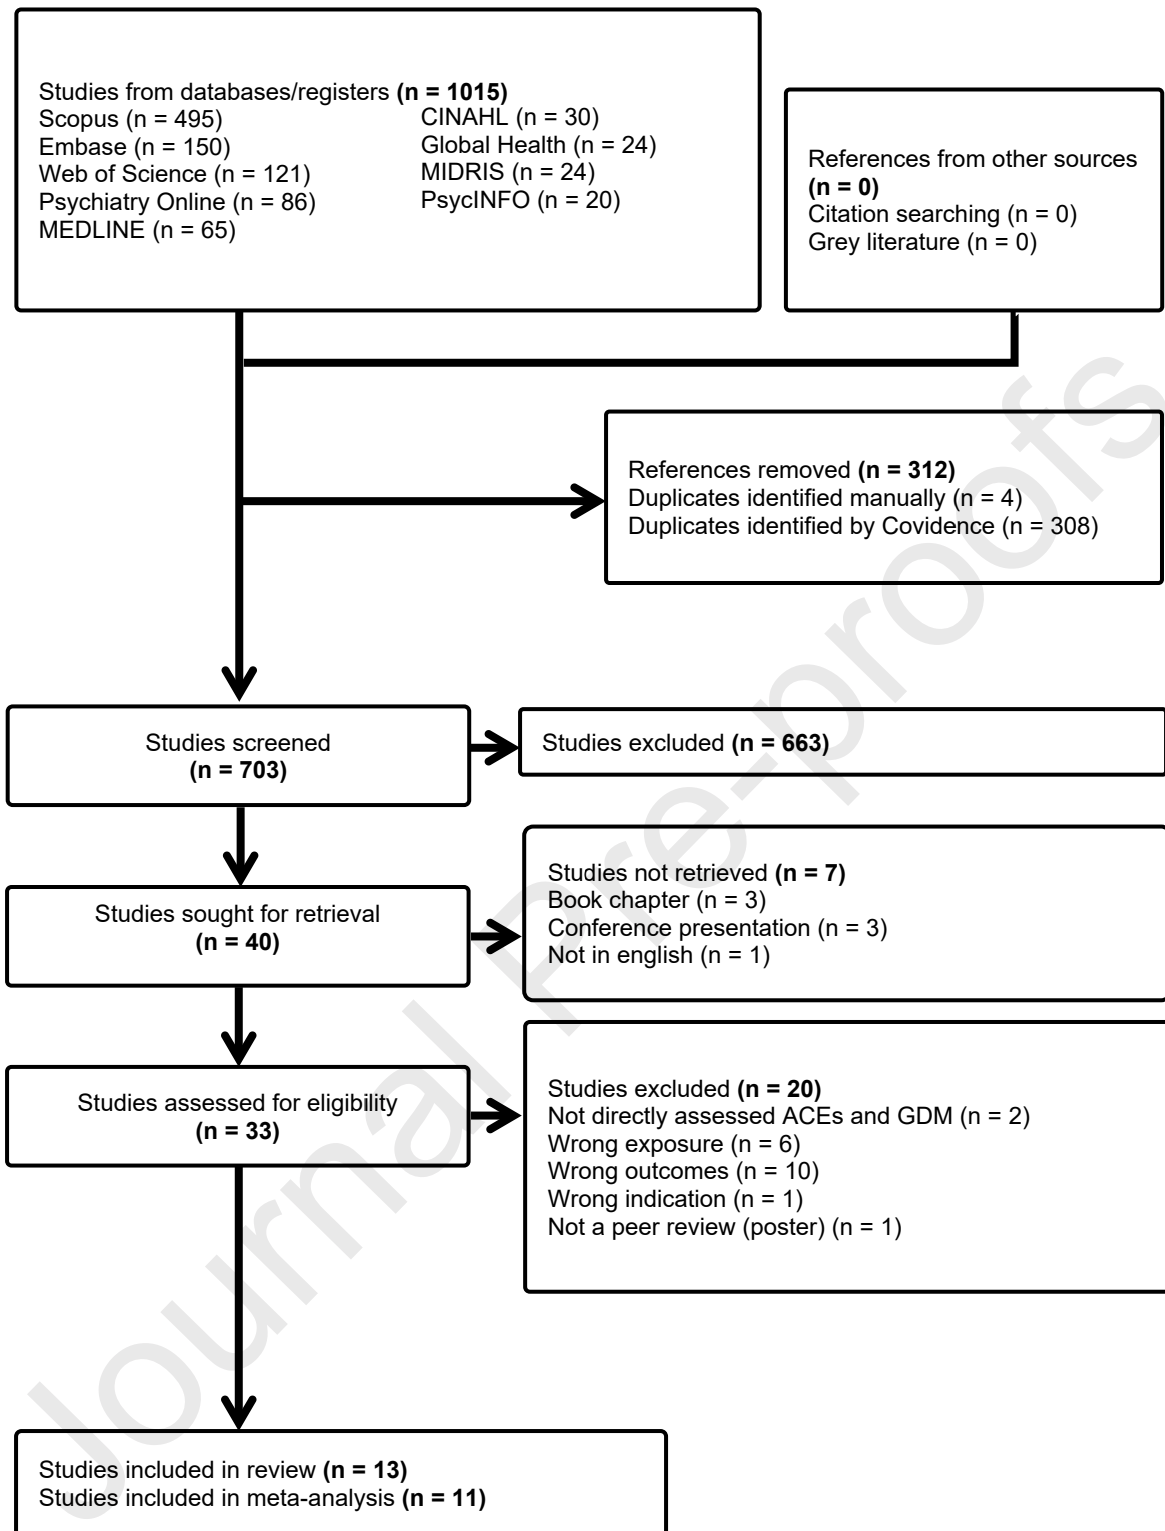 Studies from databases/registers (n = 1015)
Scopus (n = 495)
Embase (n = 150)
Web of Science (n = 121)
Psychiatry Online (n = 86)
MEDLINE (n = 65)
CINAHL (n = 30)
Global Health (n = 24)
MIDRIS (n = 24)
PsycINFO (n = 20)
References from other sources
(n = 0)
Citation searching (n = 0)
Grey literature (n = 0)
References removed (n = 312)
Duplicates identified manually (n = 4)
Duplicates identified by Covidence (n = 308)
Studies screened
(n = 703)
Studies excluded (n = 663)
Studies sought for retrieval
(n = 40)
Studies not retrieved (n = 7)
Book chapter (n = 3)
Conference presentation (n = 3)
Not in english (n = 1)
Studies assessed for eligibility
(n = 33)
Studies excluded (n = 20)
Not directly assessed ACEs and GDM (n = 2)
Wrong exposure (n = 6)
Wrong outcomes (n = 10)
Wrong indication (n = 1)
Not a peer review (poster) (n = 1)
Studies included in review (n = 13)
Studies included in meta-analysis (n = 11)
Journal Pre-proofs